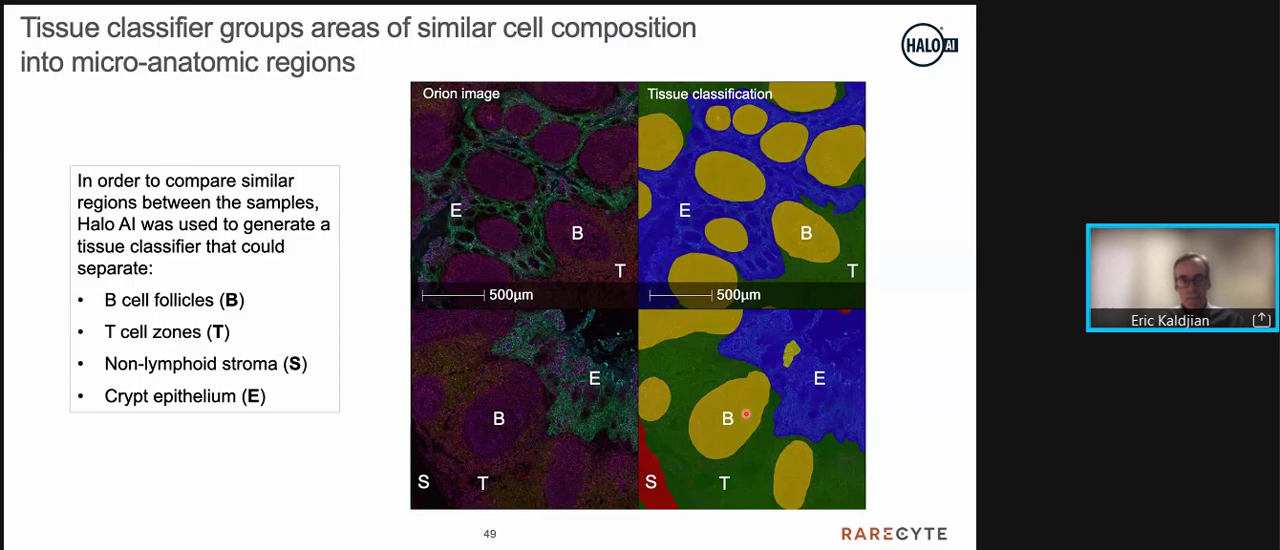 Tissue classifier groups areas of similar cell composition
into micro-anatomic regions
HALO AI
In order to compare similar
regions between the samples,
Halo AI was used to generate a
tissue classifier that could
separate:
• B cell follicles (B)
• T cell zones (T)
• Non-lymphoid stroma (S)
• Crypt epithelium (E)
Orion image
E
B
T
500µm
Tissue classification
E
B
T
500µm
E
B
S
T
E
B
S
T
49
RARECYTE
Eric Kaldjian